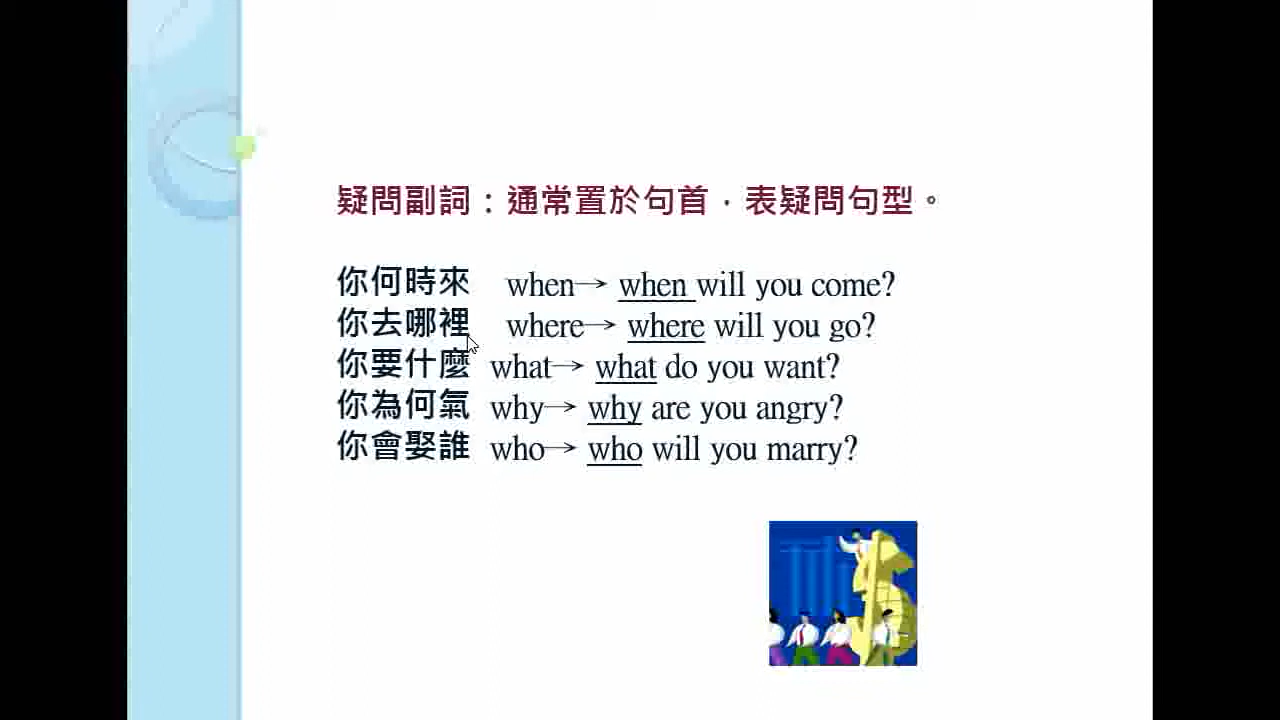 疑問副詞：通常置於句首，表疑問句型。
你何時來 when→ when will you come?
你去哪裡 where→ where will you go?
你要什麼 what→ what do you want?
你為何氣 why→ why are you angry?
你會娶誰 who→ who will you marry?